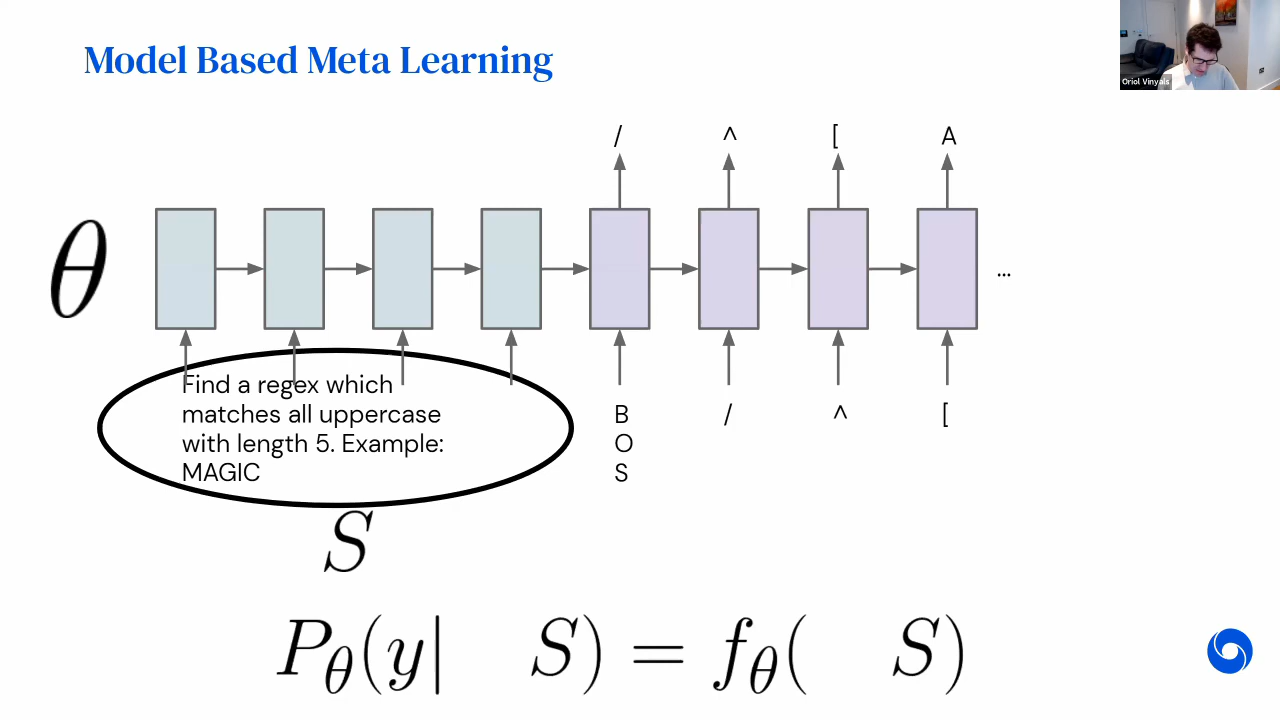 Model Based Meta Learning
Oriol Vinyals
/ ^ [ A
θ
...
Find a regex which
matches all uppercase
with length 5. Example:
MAGIC
B
O
S
/ ^ [
S
P_θ(y| S) = f_θ( S)